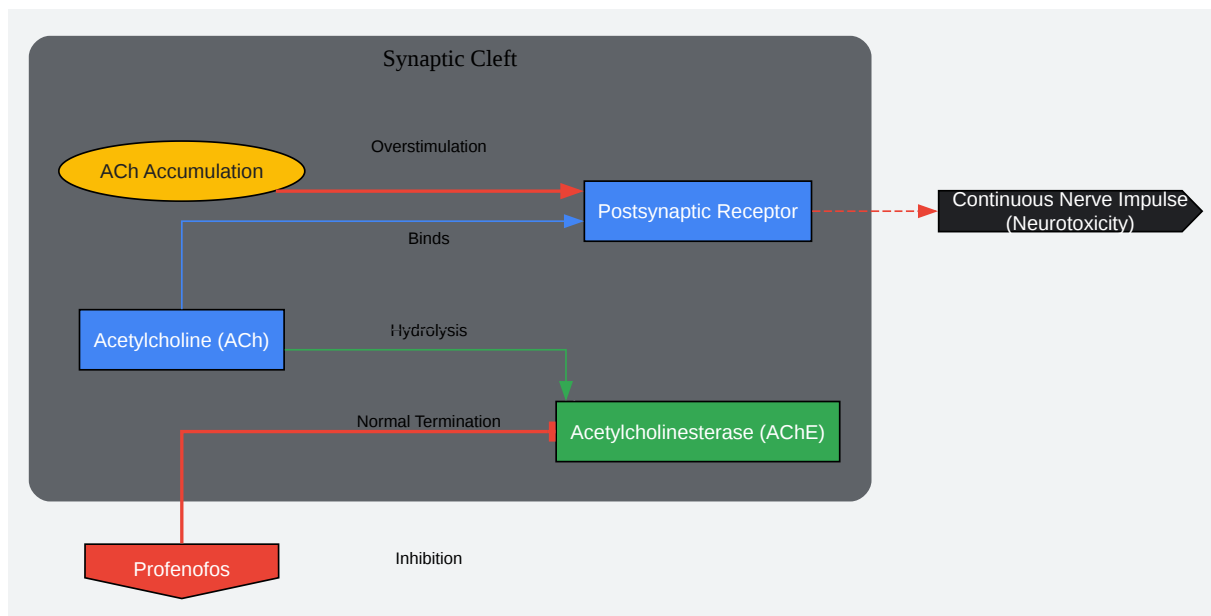 Synaptic Cleft
Overstimulation
ACh Accumulation
Postsynaptic Receptor
Continuous Nerve Impulse
(Neurotoxicity)
Binds
Hydrolysis
Acetylcholine (ACh)
Normal Termination
Acetylcholinesterase (AChE)
Inhibition
Profenofos